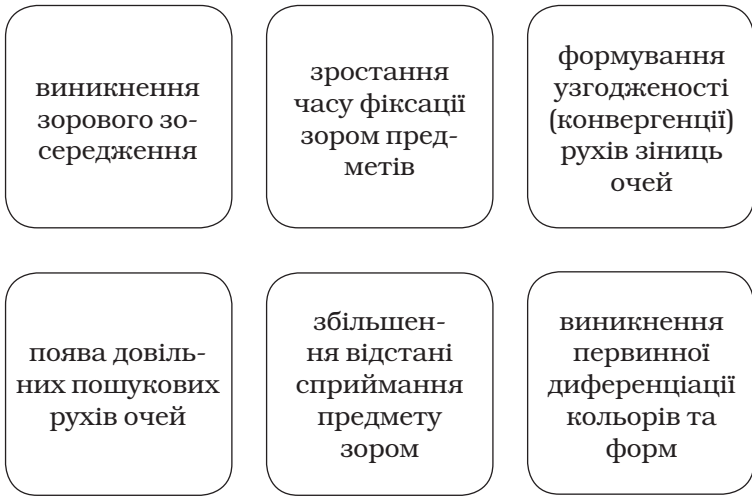 виникнення
зорового зо-
середження
зростання
часу фіксації
зором пред-
метів
формування
узгодженості
(конвергенції)
рухів зіниць
очей
поява довіль-
них пошукових
рухів очей
збільшен-
ня відстані
сприймання
предмету
зором
виникнення
первинної
диференціації
кольорів та
форм